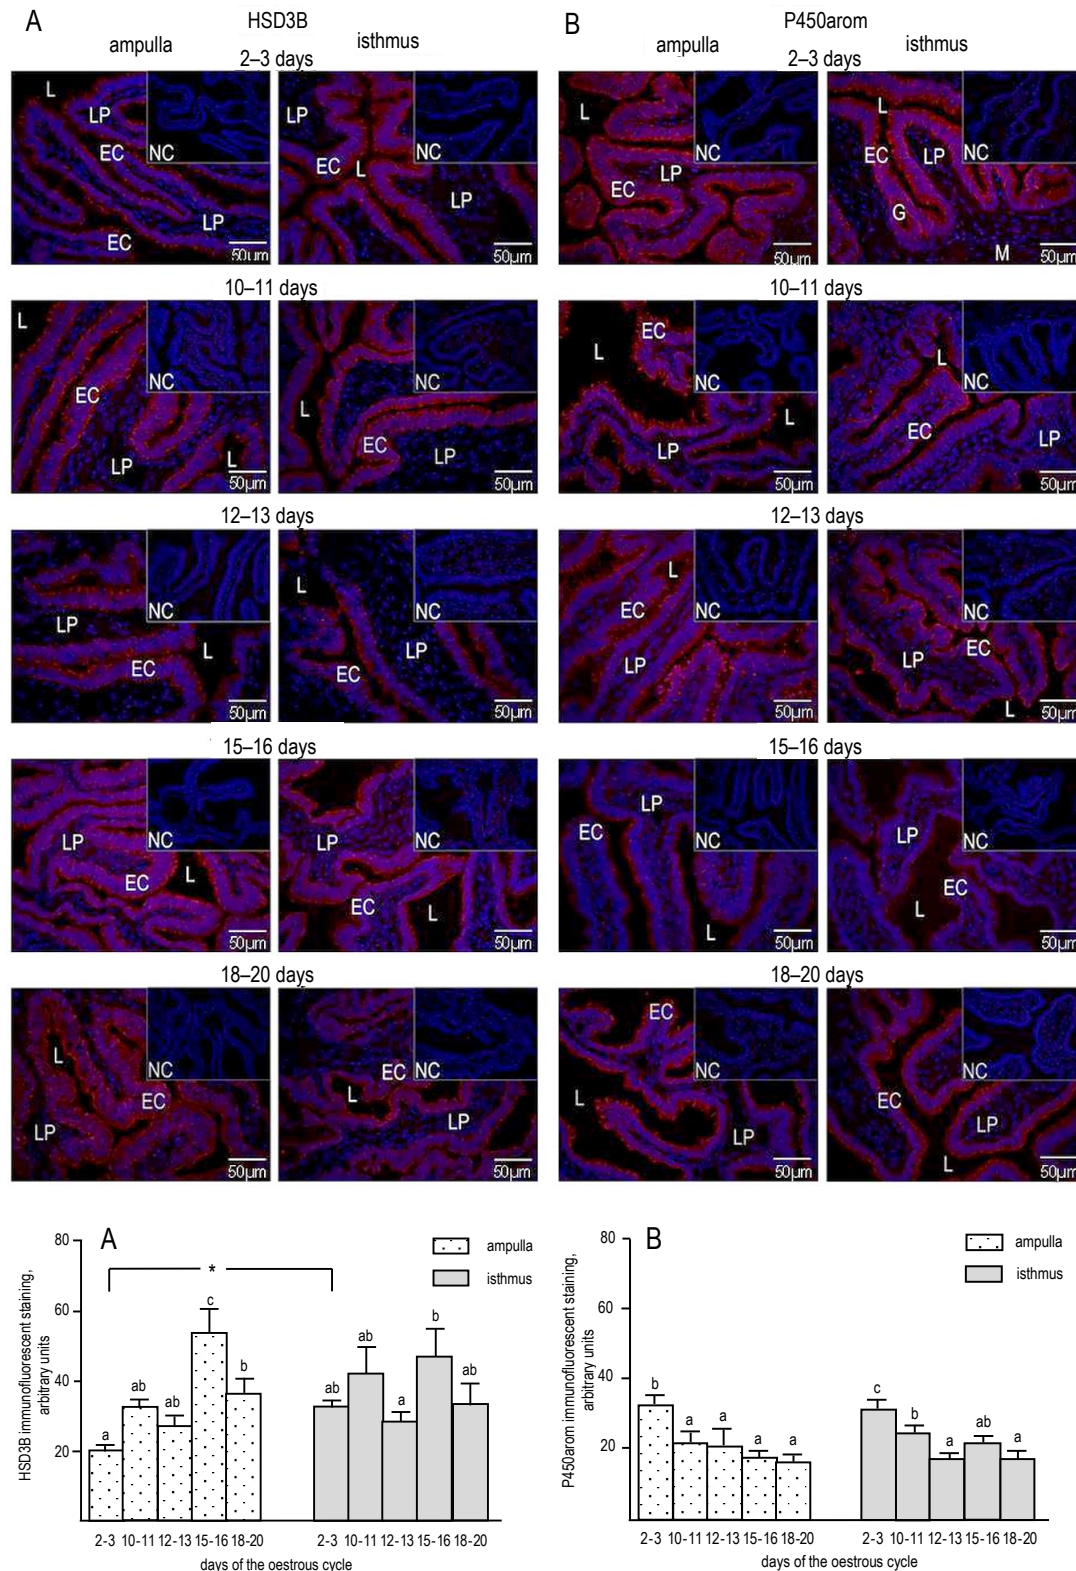 A HSD3B B P450arom
ampulla isthmus ampulla isthmus
2–3 days 2–3 days
L LP EC NC LP EC 50µm
LP EC L NC LP 50µm
L NC LP EC 50µm
L EC LP NC G M 50µm
10–11 days 10–11 days
L NC EC LP L 50µm
NC L EC LP 50µm
EC L NC L LP 50µm
L NC EC LP 50µm
12–13 days 12–13 days
NC LP L EC 50µm
L NC LP EC 50µm
L EC NC LP 50µm
NC EC LP L 50µm
15–16 days 15–16 days
LP NC L EC 50µm
LP NC EC L 50µm
LP EC NC L 50µm
LP NC EC L 50µm
18–20 days 18–20 days
L NC EC LP 50µm
EC NC L LP 50µm
EC NC L LP 50µm
NC EC LP L 50µm
A
HSD3B immunofluorescent staining,
arbitrary units
80
60
40
20
ampulla
isthmus
*
a ab ab c b
ab ab a b ab
2-3 10-11 12-13 15-16 18-20 2-3 10-11 12-13 15-16 18-20
days of the oestrous cycle
B
P450arom immunofluorescent staining,
arbitrary units
80
60
40
20
ampulla
isthmus
b a a a a
c b a ab a
2-3 10-11 12-13 15-16 18-20 2-3 10-11 12-13 15-16 18-20
days of the oestrous cycle